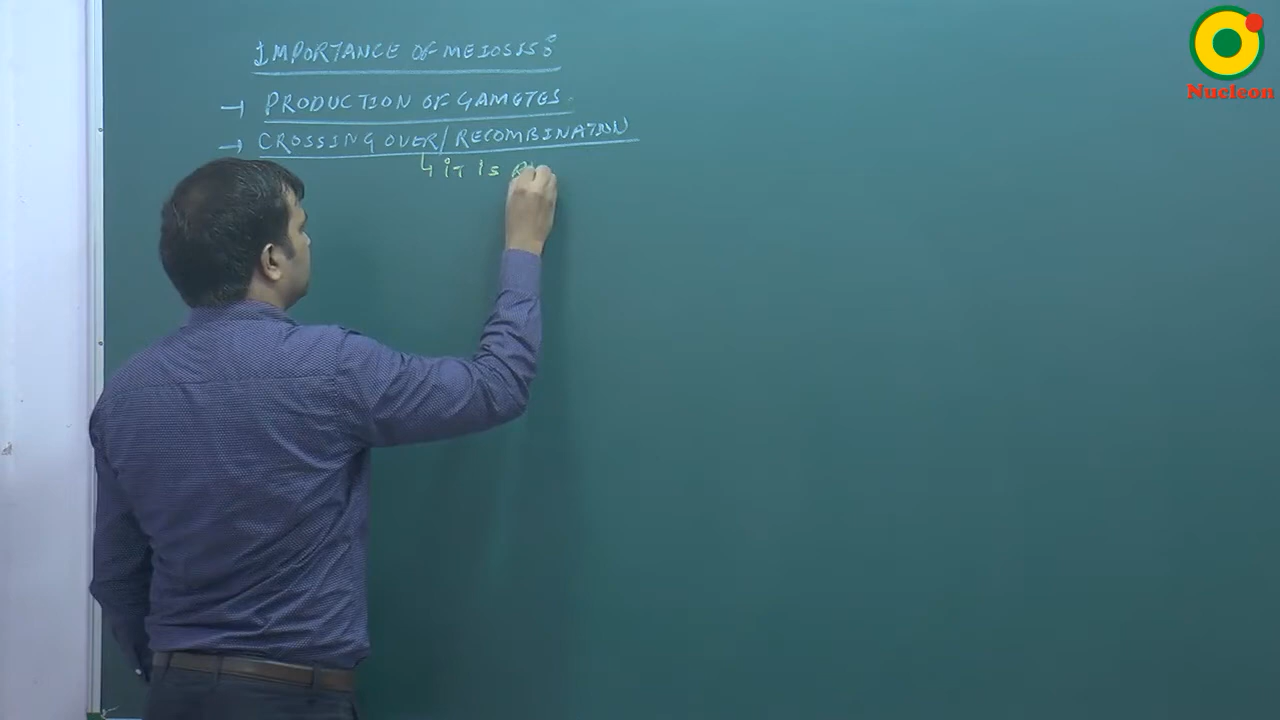 IMPORTANCE OF MEIOSIS:
→ PRODUCTION OF GAMETES.
→ CROSSING OVER/RECOMBINATION
↳ iT iS
Nucleon